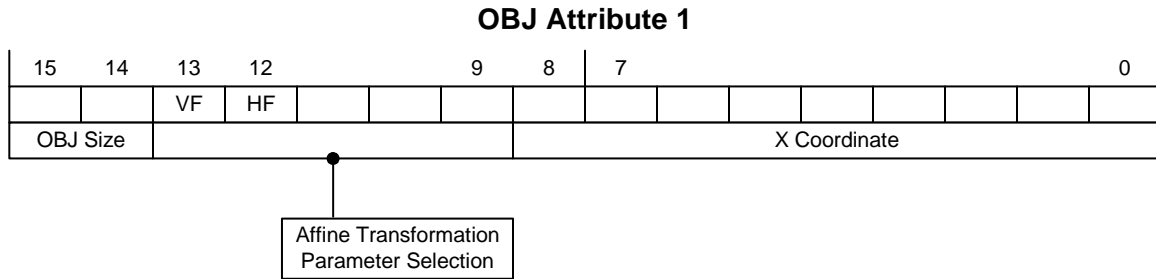 OBJ Attribute 1
15 14 13 12 9 8 7 0
VF HF
OBJ Size X Coordinate
Affine Transformation
Parameter Selection